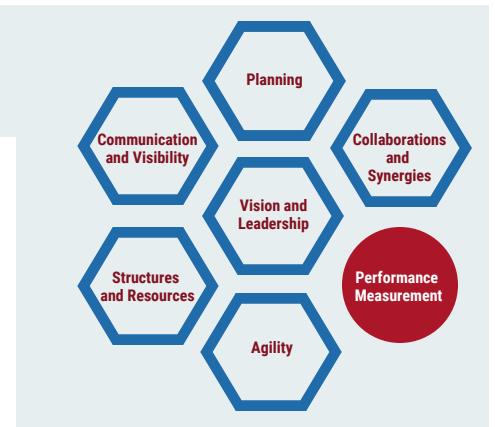 Planning
Communication
and Visibility
Collaborations
and
Synergies
Vision and
Leadership
Structures
and Resources
Performance
Measurement
Agility